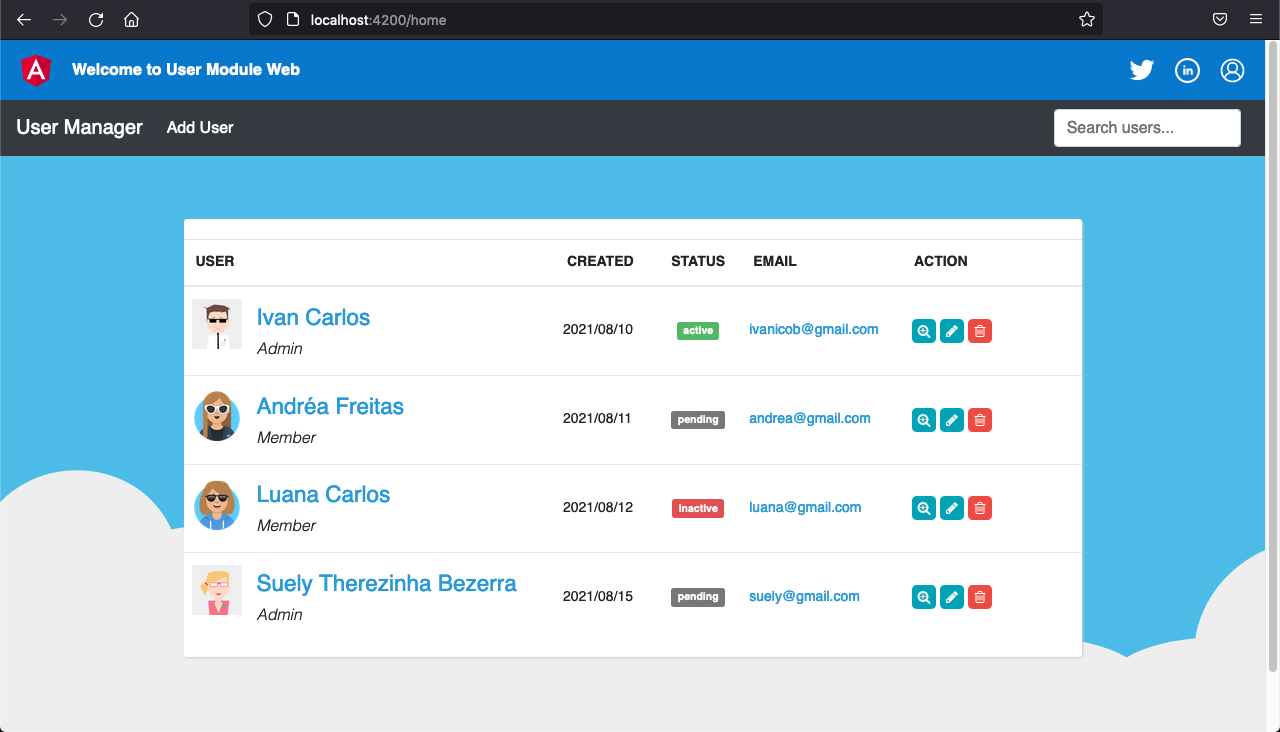 localhost:4200/home
Welcome to User Module Web
in
User Manager Add User Search users...
USER CREATED STATUS EMAIL ACTION
Ivan Carlos
2021/08/10 active ivanicob@gmail.com
Admin
Andréa Freitas
2021/08/11 pending andrea@gmail.com
Member
Luana Carlos
2021/08/12 inactive luana@gmail.com
Member
Suely Therezinha Bezerra
2021/08/15 pending suely@gmail.com
Admin